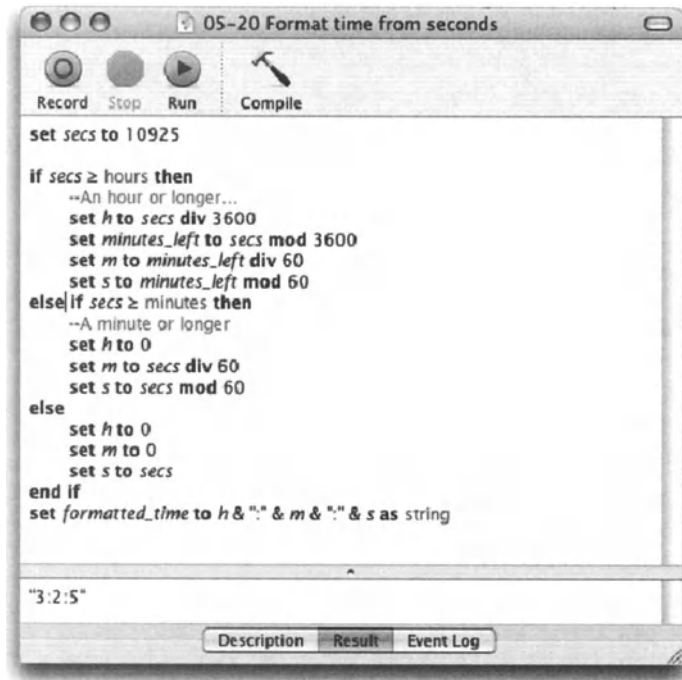 05-20 Format time from seconds
Record Stop Run Compile
set secs to 10925
if secs ≥ hours then
--An hour or longer...
set h to secs div 3600
set minutes_left to secs mod 3600
set m to minutes_left div 60
set s to minutes_left mod 60
else if secs ≥ minutes then
--A minute or longer
set h to 0
set m to secs div 60
set s to secs mod 60
else
set h to 0
set m to 0
set s to secs
end if
set formatted_time to h & ":" & m & ":" & s as string
"3:2:5"
Description Result Event Log